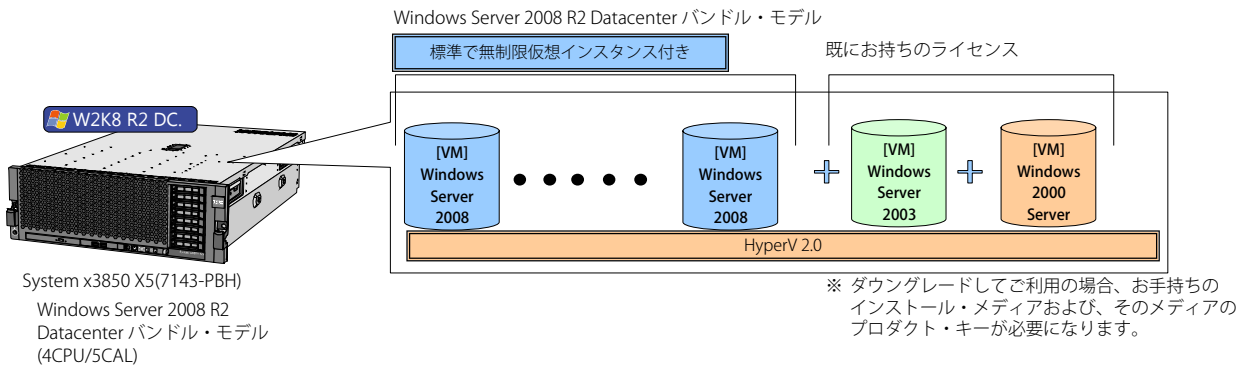 Windows Server 2008 R2 Datacenter バンドル・モデル
標準で無制限仮想インスタンス付き
既にお持ちのライセンス
W2K8 R2 DC.
[VM]
Windows
Server
2008
[VM]
Windows
Server
2008
[VM]
Windows
Server
2003
[VM]
Windows
2000
Server
HyperV 2.0
System x3850 X5(7143-PBH)
Windows Server 2008 R2
Datacenter バンドル・モデル
(4CPU/5CAL)
※ ダウングレードしてご利用の場合、お手持ちの
インストール・メディアおよび、そのメディアの
プロダクト・キーが必要になります。